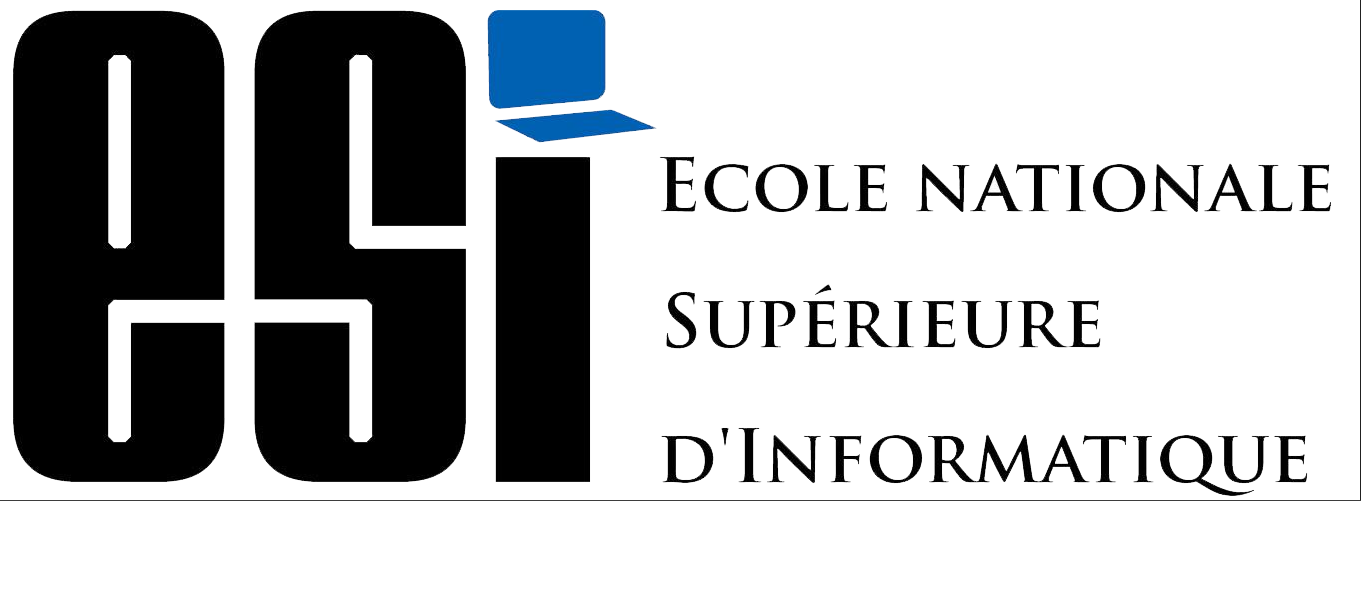 esi
Ecole nationale
Supérieure
d'Informatique